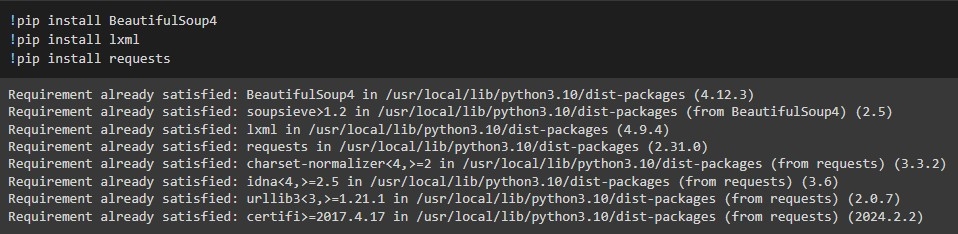 !pip install BeautifulSoup4
!pip install lxml
!pip install requests
Requirement already satisfied: BeautifulSoup4 in /usr/local/lib/python3.10/dist-packages (4.12.3)
Requirement already satisfied: soupsieve>1.2 in /usr/local/lib/python3.10/dist-packages (from BeautifulSoup4) (2.5)
Requirement already satisfied: lxml in /usr/local/lib/python3.10/dist-packages (4.9.4)
Requirement already satisfied: requests in /usr/local/lib/python3.10/dist-packages (2.31.0)
Requirement already satisfied: charset-normalizer<4,>=2 in /usr/local/lib/python3.10/dist-packages (from requests) (3.3.2)
Requirement already satisfied: idna<4,>=2.5 in /usr/local/lib/python3.10/dist-packages (from requests) (3.6)
Requirement already satisfied: urllib3<3,>=1.21.1 in /usr/local/lib/python3.10/dist-packages (from requests) (2.0.7)
Requirement already satisfied: certifi>=2017.4.17 in /usr/local/lib/python3.10/dist-packages (from requests) (2024.2.2)